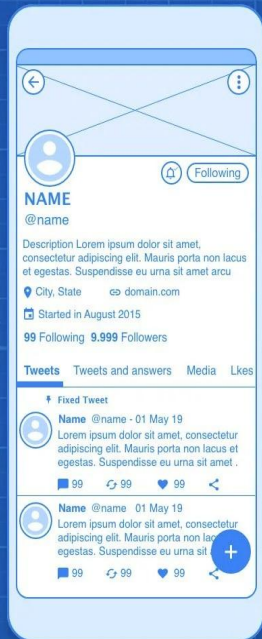 Following
NAME
@name
Description Lorem ipsum dolor sit amet,
consectetur adipiscing elit. Mauris porta non lacus
et egestas. Suspendisse eu urna sit amet arcu
City, State domain.com
Started in August 2015
99 Following 9.999 Followers
Tweets Tweets and answers Media Lkes
Fixed Tweet
Name @name - 01 May 19
Lorem ipsum dolor sit amet, consectetur
adipiscing elit. Mauris porta non lacus et
egestas. Suspendisse eu urna sit amet .
99 99 99
Name @name 01 May 19
Lorem ipsum dolor sit amet, consectetur
adipiscing elit. Mauris porta non
egestas. Suspendisse eu urna sit
99 99 99